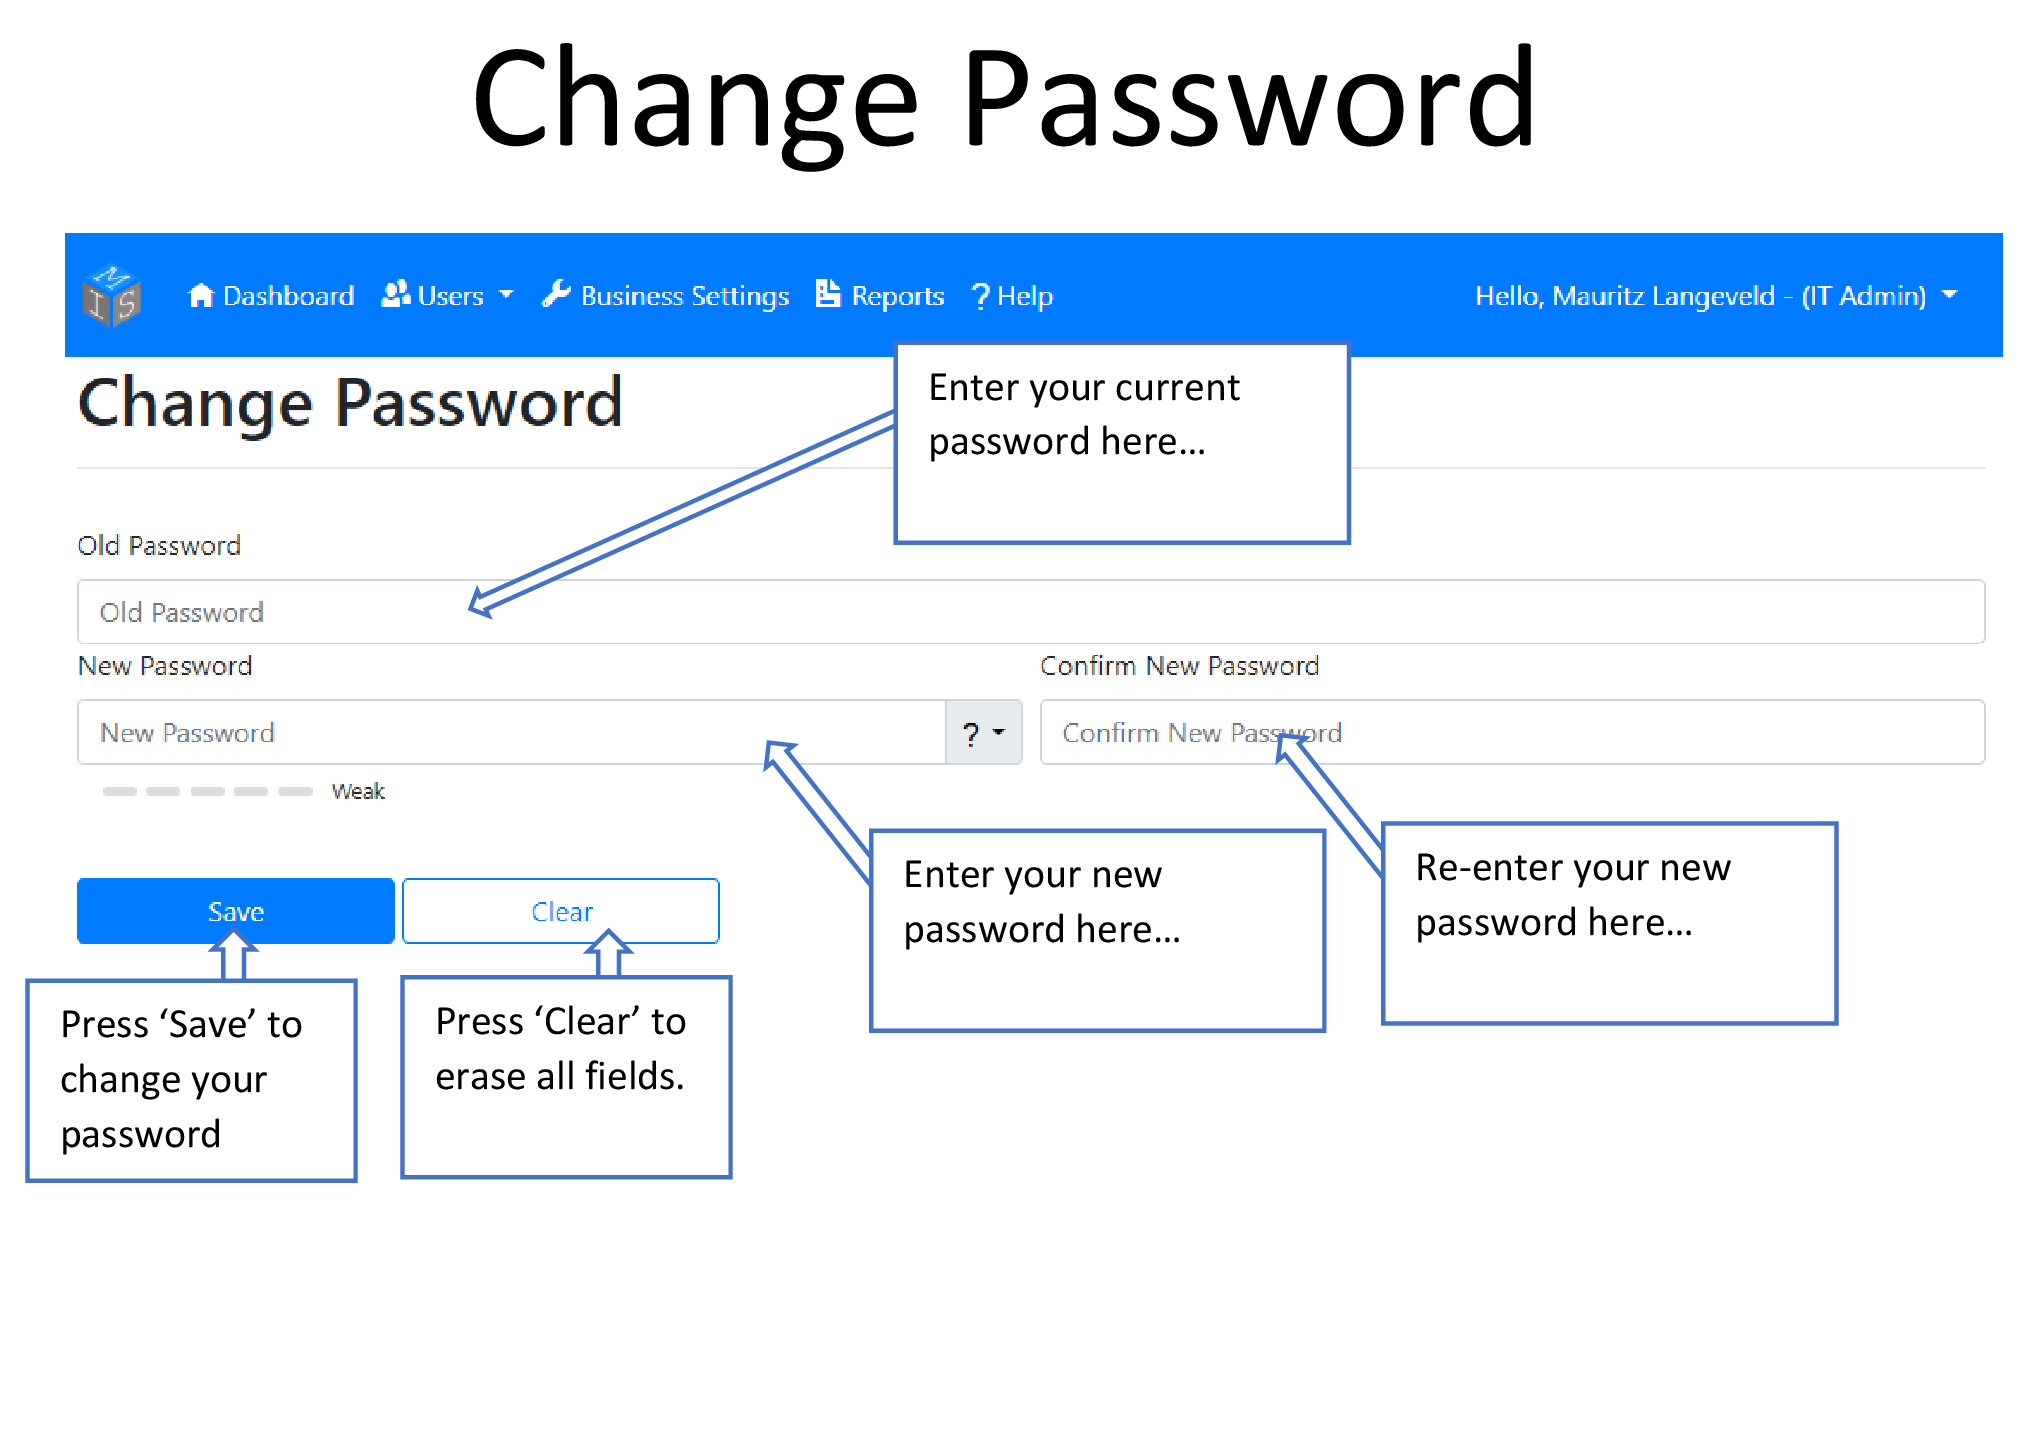 Change Password
M I S
Dashboard Users Business Settings ? Reports Help Hello, Mauritz Langeveld - (IT Admin)
Change Password
Enter your current
password here...
Old Password
Old Password
New Password Confirm New Password
New Password ? Confirm New Password
Weak
Enter your new
password here...
Re-enter your new
password here...
Save Clear
Press ‘Save’ to
change your
password
Press ‘Clear’ to
erase all fields.